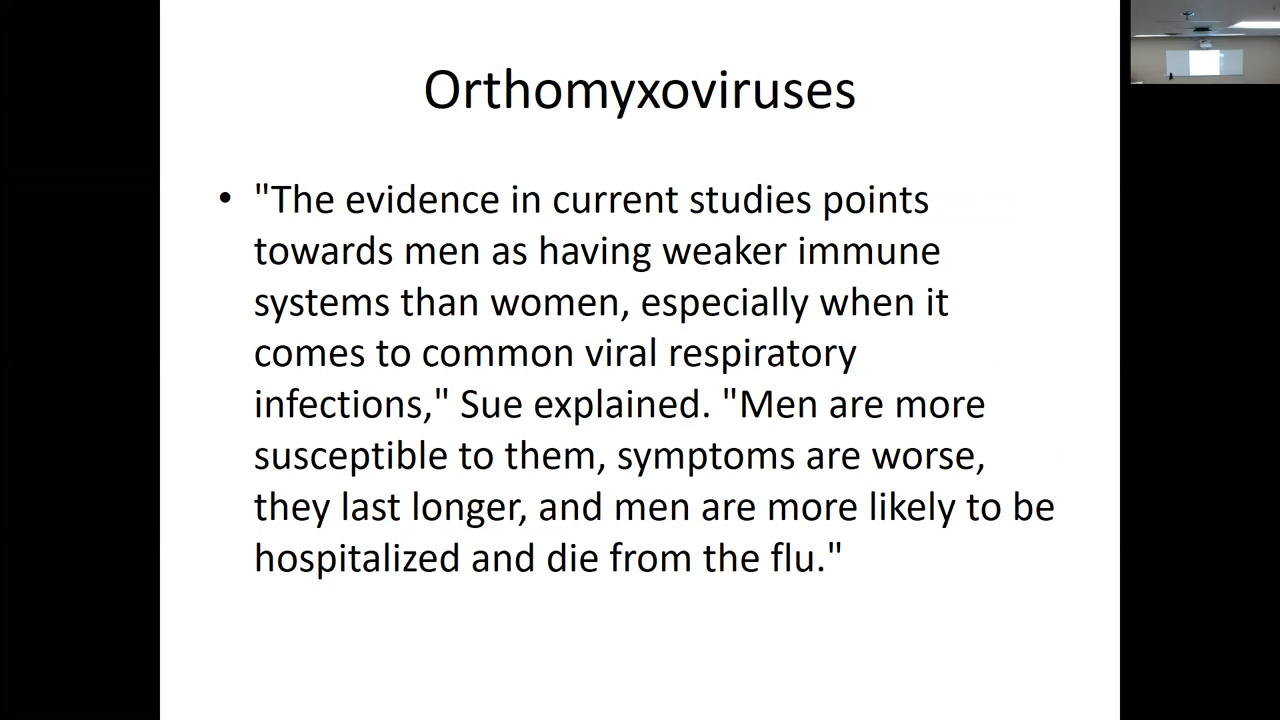 Orthomyxoviruses
• "The evidence in current studies points
towards men as having weaker immune
systems than women, especially when it
comes to common viral respiratory
infections," Sue explained. "Men are more
susceptible to them, symptoms are worse,
they last longer, and men are more likely to be
hospitalized and die from the flu."